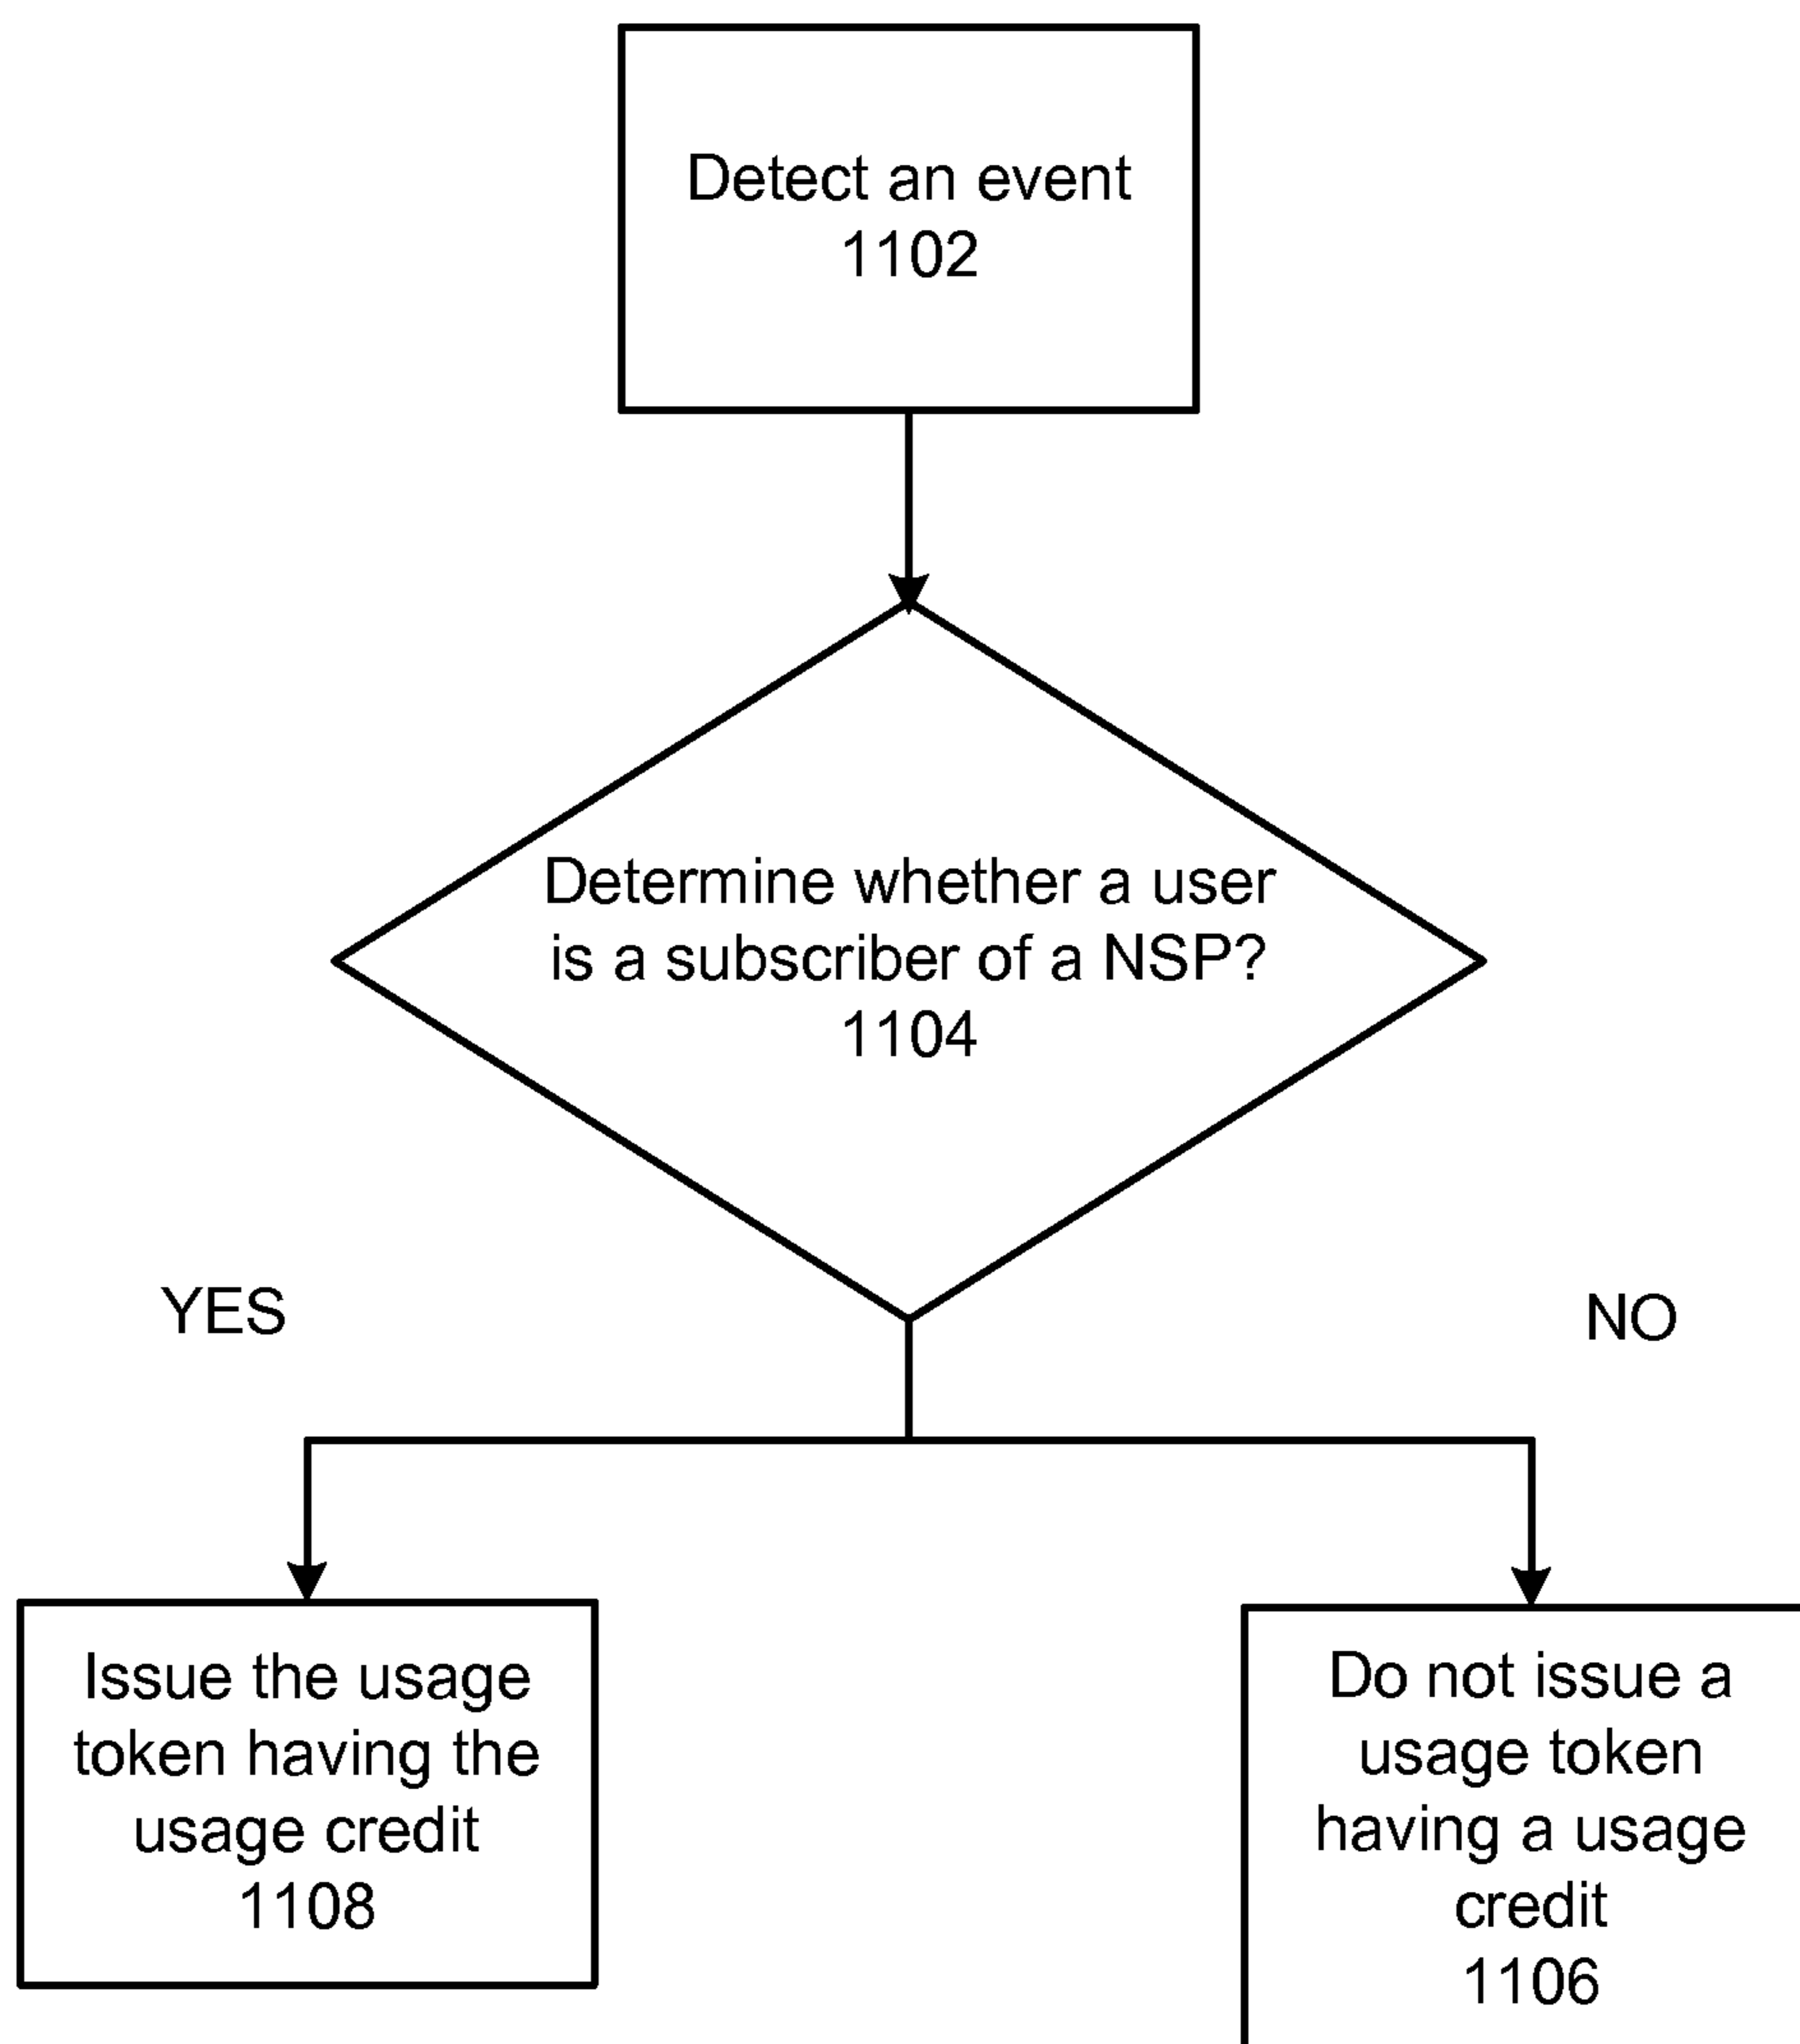 Detect an event
1102
Determine whether a user
is a subscriber of a NSP?
1104
YES
NO
Issue the usage
token having the
usage credit
1108
Do not issue a
usage token
having a usage
credit
1106